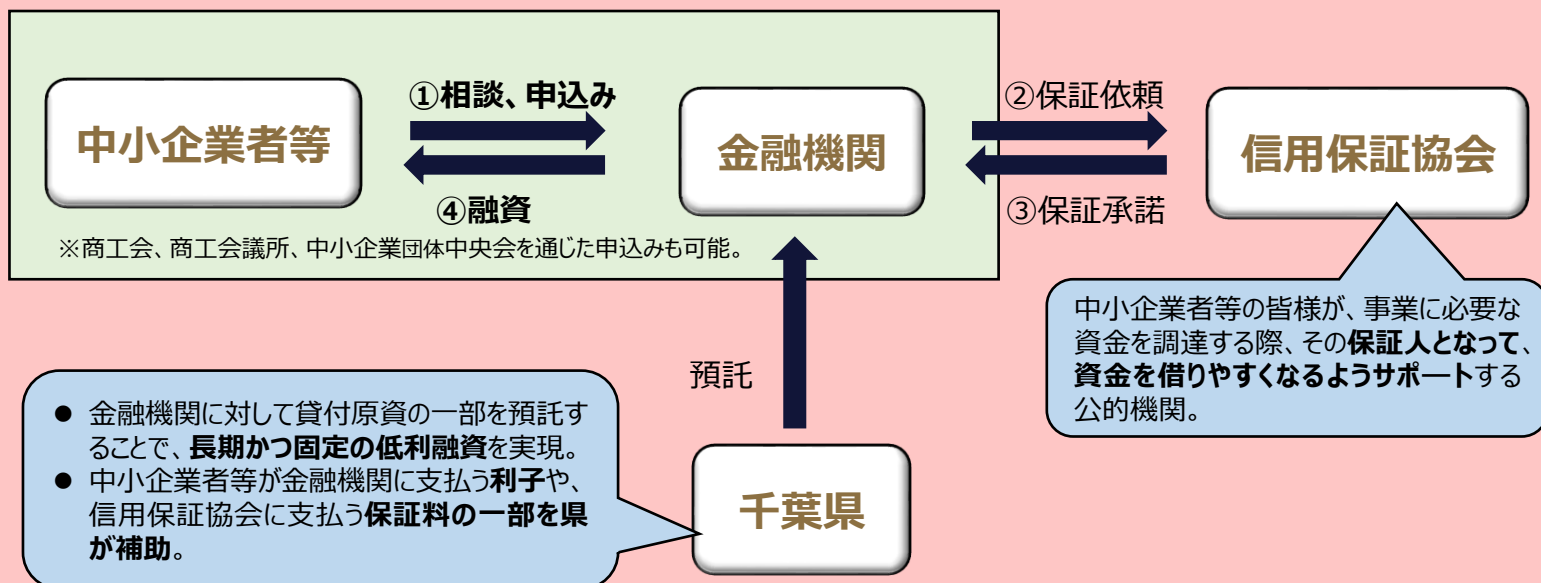 ①相談、申込み
②保証依頼
中小企業者等
金融機関
信用保証協会
④融資
③保証承諾
※商工会、商工会議所、中小企業団体中央会を通じた申込みも可能。
中小企業者等の皆様が、事業に必要な
資金を調達する際、その保証人となって、
資金を借りやすくなるようサポートする
公的機関。
預託
● 金融機関に対して貸付原資の一部を預託す
ることで、長期かつ固定の低利融資を実現。
● 中小企業者等が金融機関に支払う利子や、
信用保証協会に支払う保証料の一部を県
が補助。
千葉県